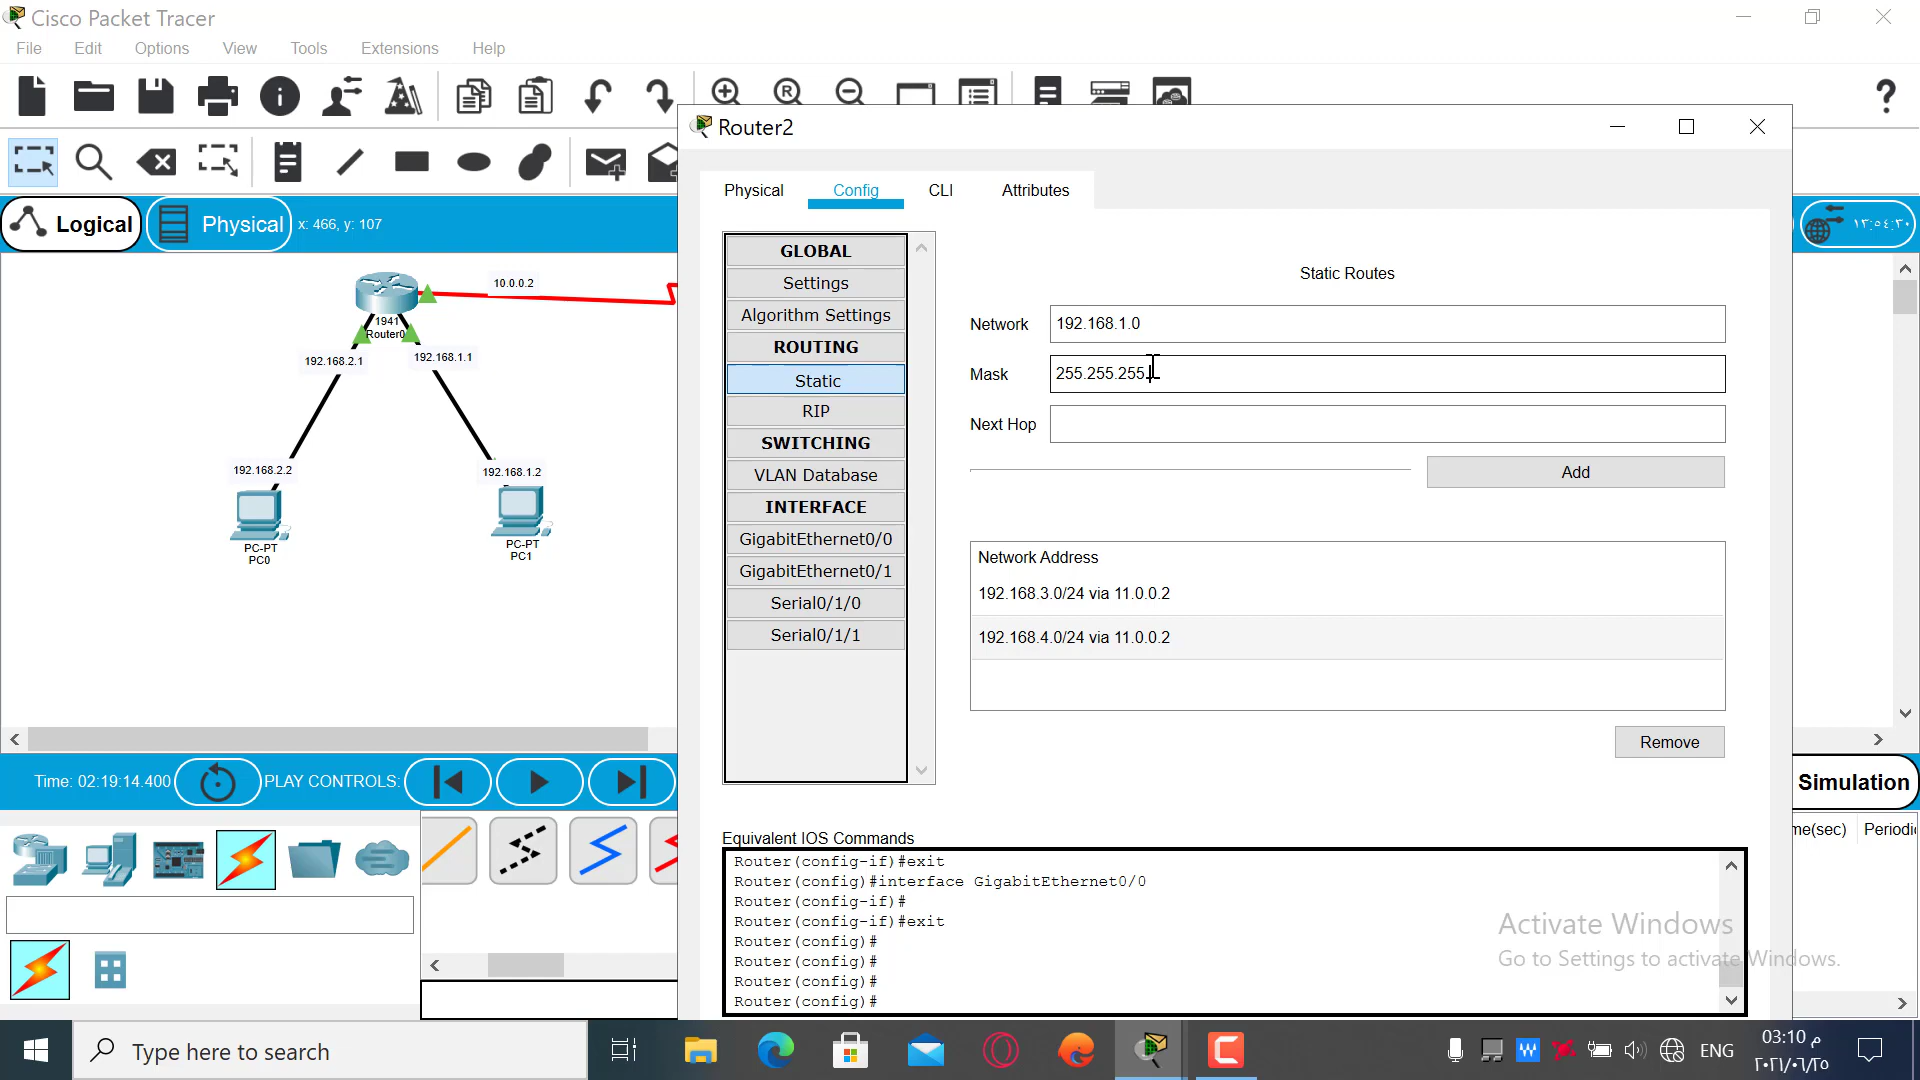 Cisco Packet Tracer
File Edit Options View Tools Extensions Help
Router2
Physical Config CLI Attributes
Logical
Physical
x: 466, y: 107
١٣:٥٤:٣٠
10.0.0.2
1941
Router0
192.168.2.1
192.168.1.1
192.168.2.2
192.168.1.2
PC-PT
PC0
PC-PT
PC1
GLOBAL
Settings
Algorithm Settings
ROUTING
Static
RIP
SWITCHING
VLAN Database
INTERFACE
GigabitEthernet0/0
GigabitEthernet0/1
Serial0/1/0
Serial0/1/1
Static Routes
Network 192.168.1.0
Mask 255.255.255.
Next Hop
Add
Network Address
192.168.3.0/24 via 11.0.0.2
192.168.4.0/24 via 11.0.0.2
Remove
Equivalent IOS Commands
Router(config-if)#exit
Router(config)#interface GigabitEthernet0/0
Router(config-if)#
Router(config-if)#exit
Router(config)#
Router(config)#
Router(config)#
Router(config)#
Time: 02:19:14.400
PLAY CONTROLS:
Simulation
me(sec) Periodic
Activate Windows
Go to Settings to activate Windows.
Type here to search
ENG
03:10 م
٢٠٢١/٠٦/٢٥